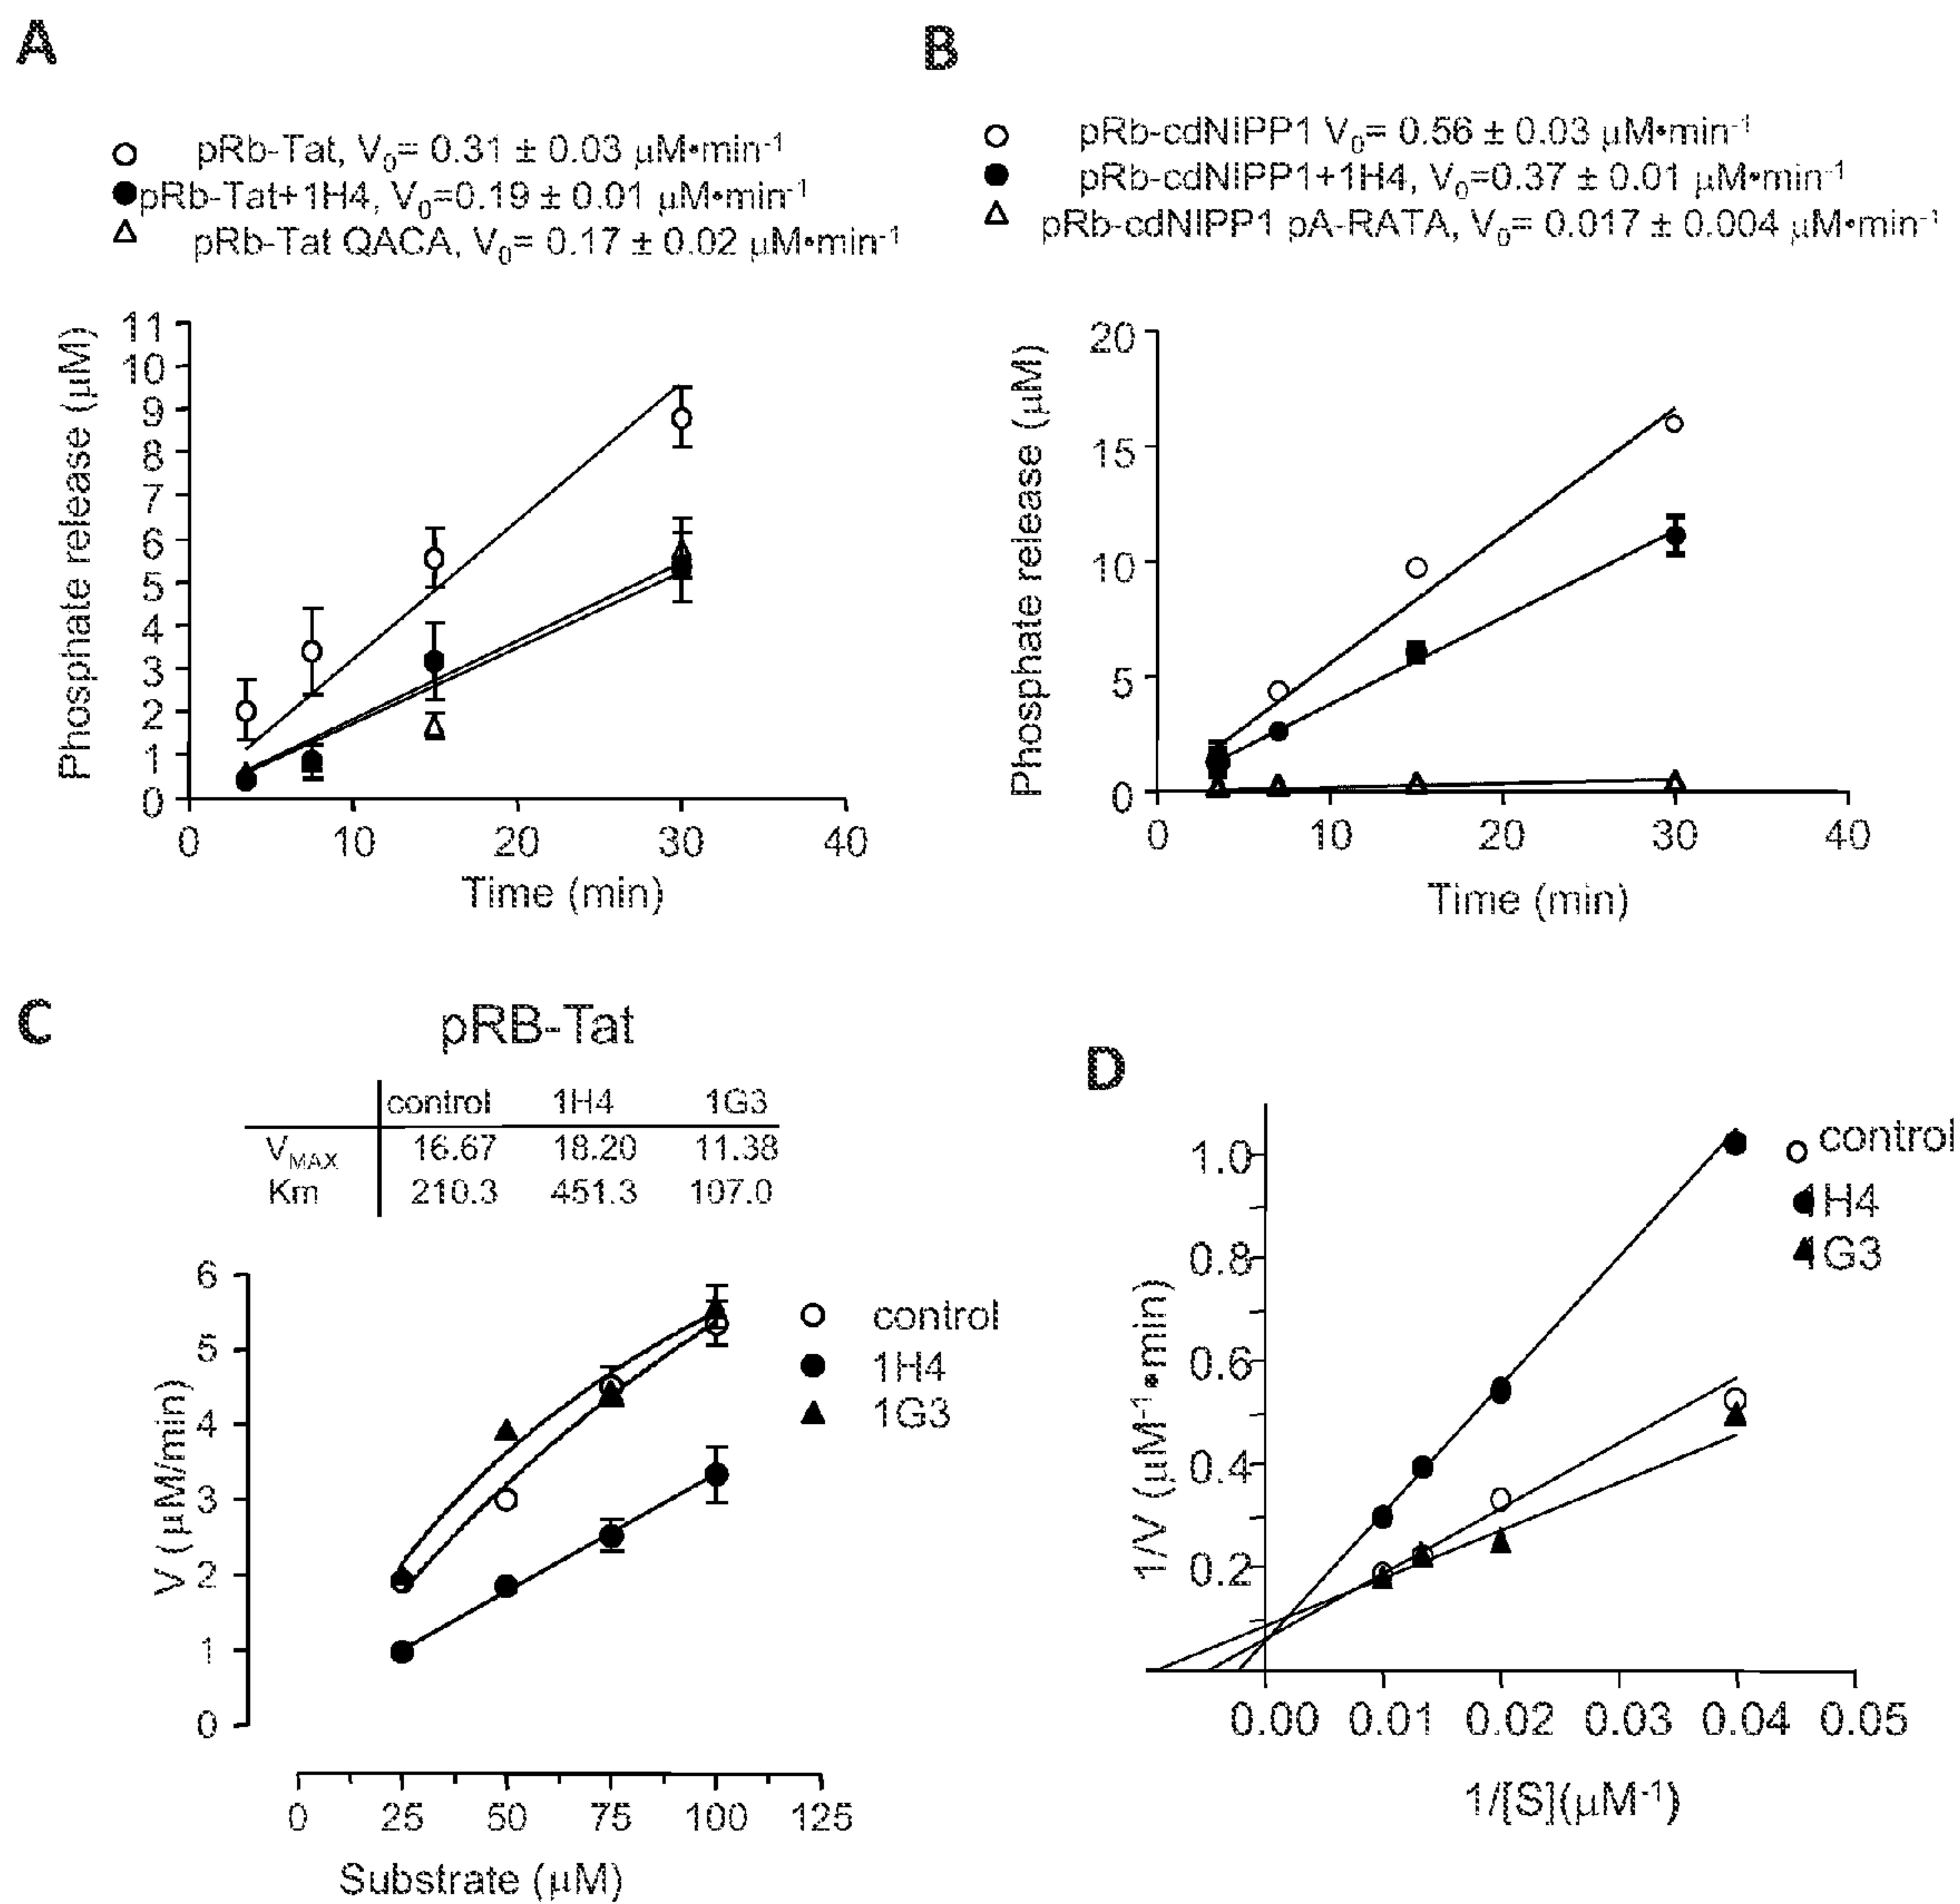 A
pRb-Tat, V0= 0.31 ± 0.03 μM•min-1
pRb-Tat+1H4, V0=0.19 ± 0.01 μM•min-1
pRb-Tat QACA, V0= 0.17 ± 0.02 μM•min-1
Phosphate release (μM)
11
10
9
8
7
6
5
4
3
2
1
0
0 10 20 30 40
Time (min)
B
pRb-cdNIPP1 V0= 0.56 ± 0.03 μM•min-1
pRb-cdNIPP1+1H4, V0=0.37 ± 0.01 μM•min-1
pRb-cdNIPP1 pA-RATA, V0= 0.017 ± 0.004 μM•min-1
Phosphate release (μM)
20
15
10
5
0
0 10 20 30 40
Time (min)
C
pRB-Tat
control 1H4 1G3
VMAX 16.67 18.20 11.38
Km 210.3 451.3 107.0
V (μM/min)
6
5
4
3
2
1
0
control
1H4
1G3
0 25 50 75 100 125
Substrate (μM)
D
1/V (μM-1•min)
1.0
0.8
0.6
0.4
0.2
control
1H4
1G3
0.00 0.01 0.02 0.03 0.04 0.05
1/[S](μM-1)